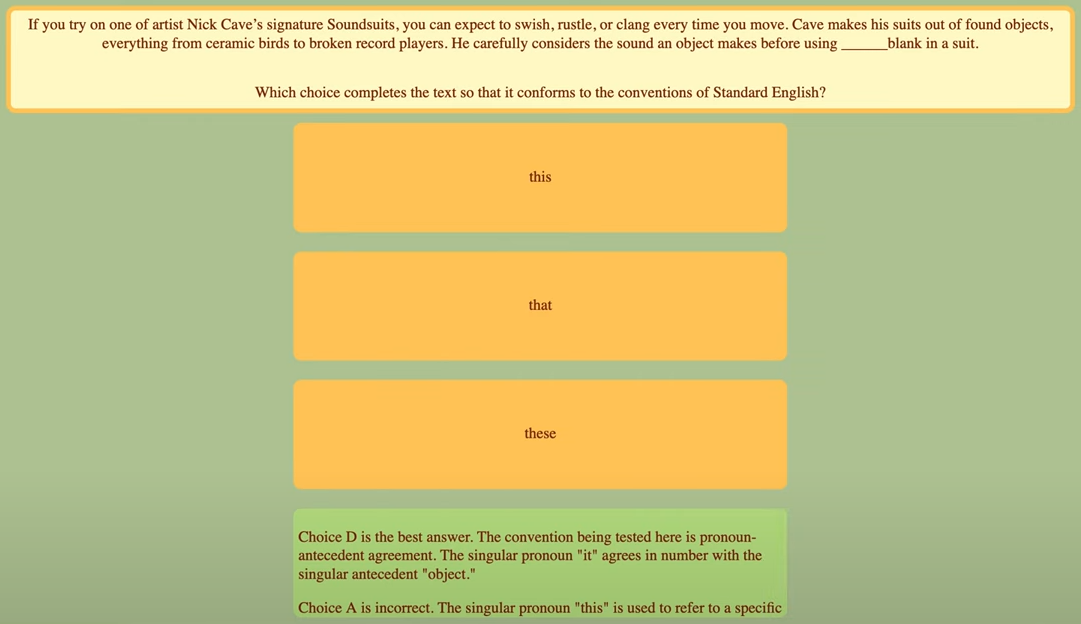 If you try on one of artist Nick Cave’s signature Soundsuits, you can expect to swish, rustle, or clang every time you move. Cave makes his suits out of found objects,
everything from ceramic birds to broken record players. He carefully considers the sound an object makes before using ______blank in a suit.
Which choice completes the text so that it conforms to the conventions of Standard English?
this
that
these
Choice D is the best answer. The convention being tested here is pronoun-
antecedent agreement. The singular pronoun "it" agrees in number with the
singular antecedent "object."
Choice A is incorrect. The singular pronoun "this" is used to refer to a specific